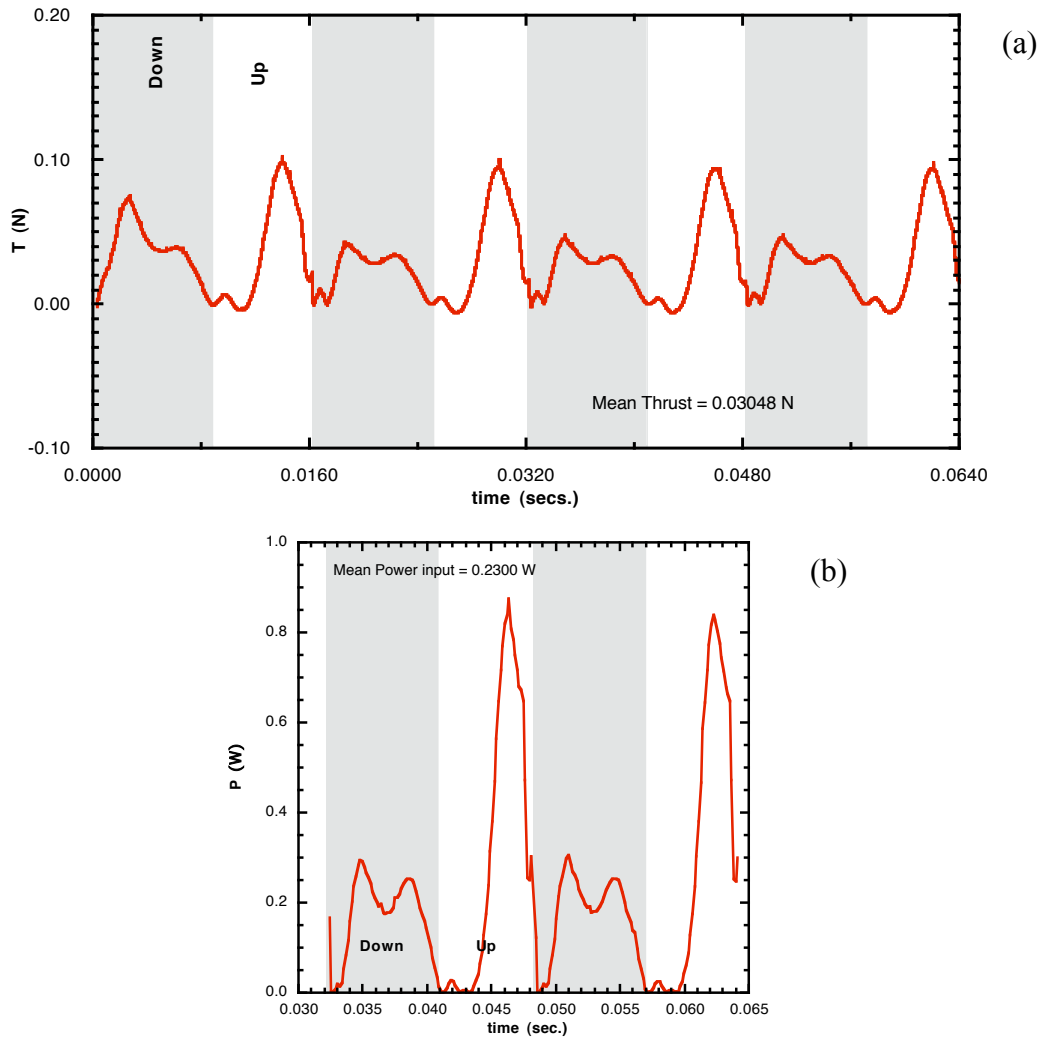 (a)
0.20
0.10
0.00
-0.10
T (N)
Down
Up
Mean Thrust = 0.03048 N
0.0000
0.0160
0.0320
0.0480
0.0640
time (secs.)
(b)
1.0
0.8
0.6
0.4
0.2
0.0
P (W)
Mean Power input = 0.2300 W
Down
Up
0.030
0.035
0.040
0.045
0.050
0.055
0.060
0.065
time (sec.)